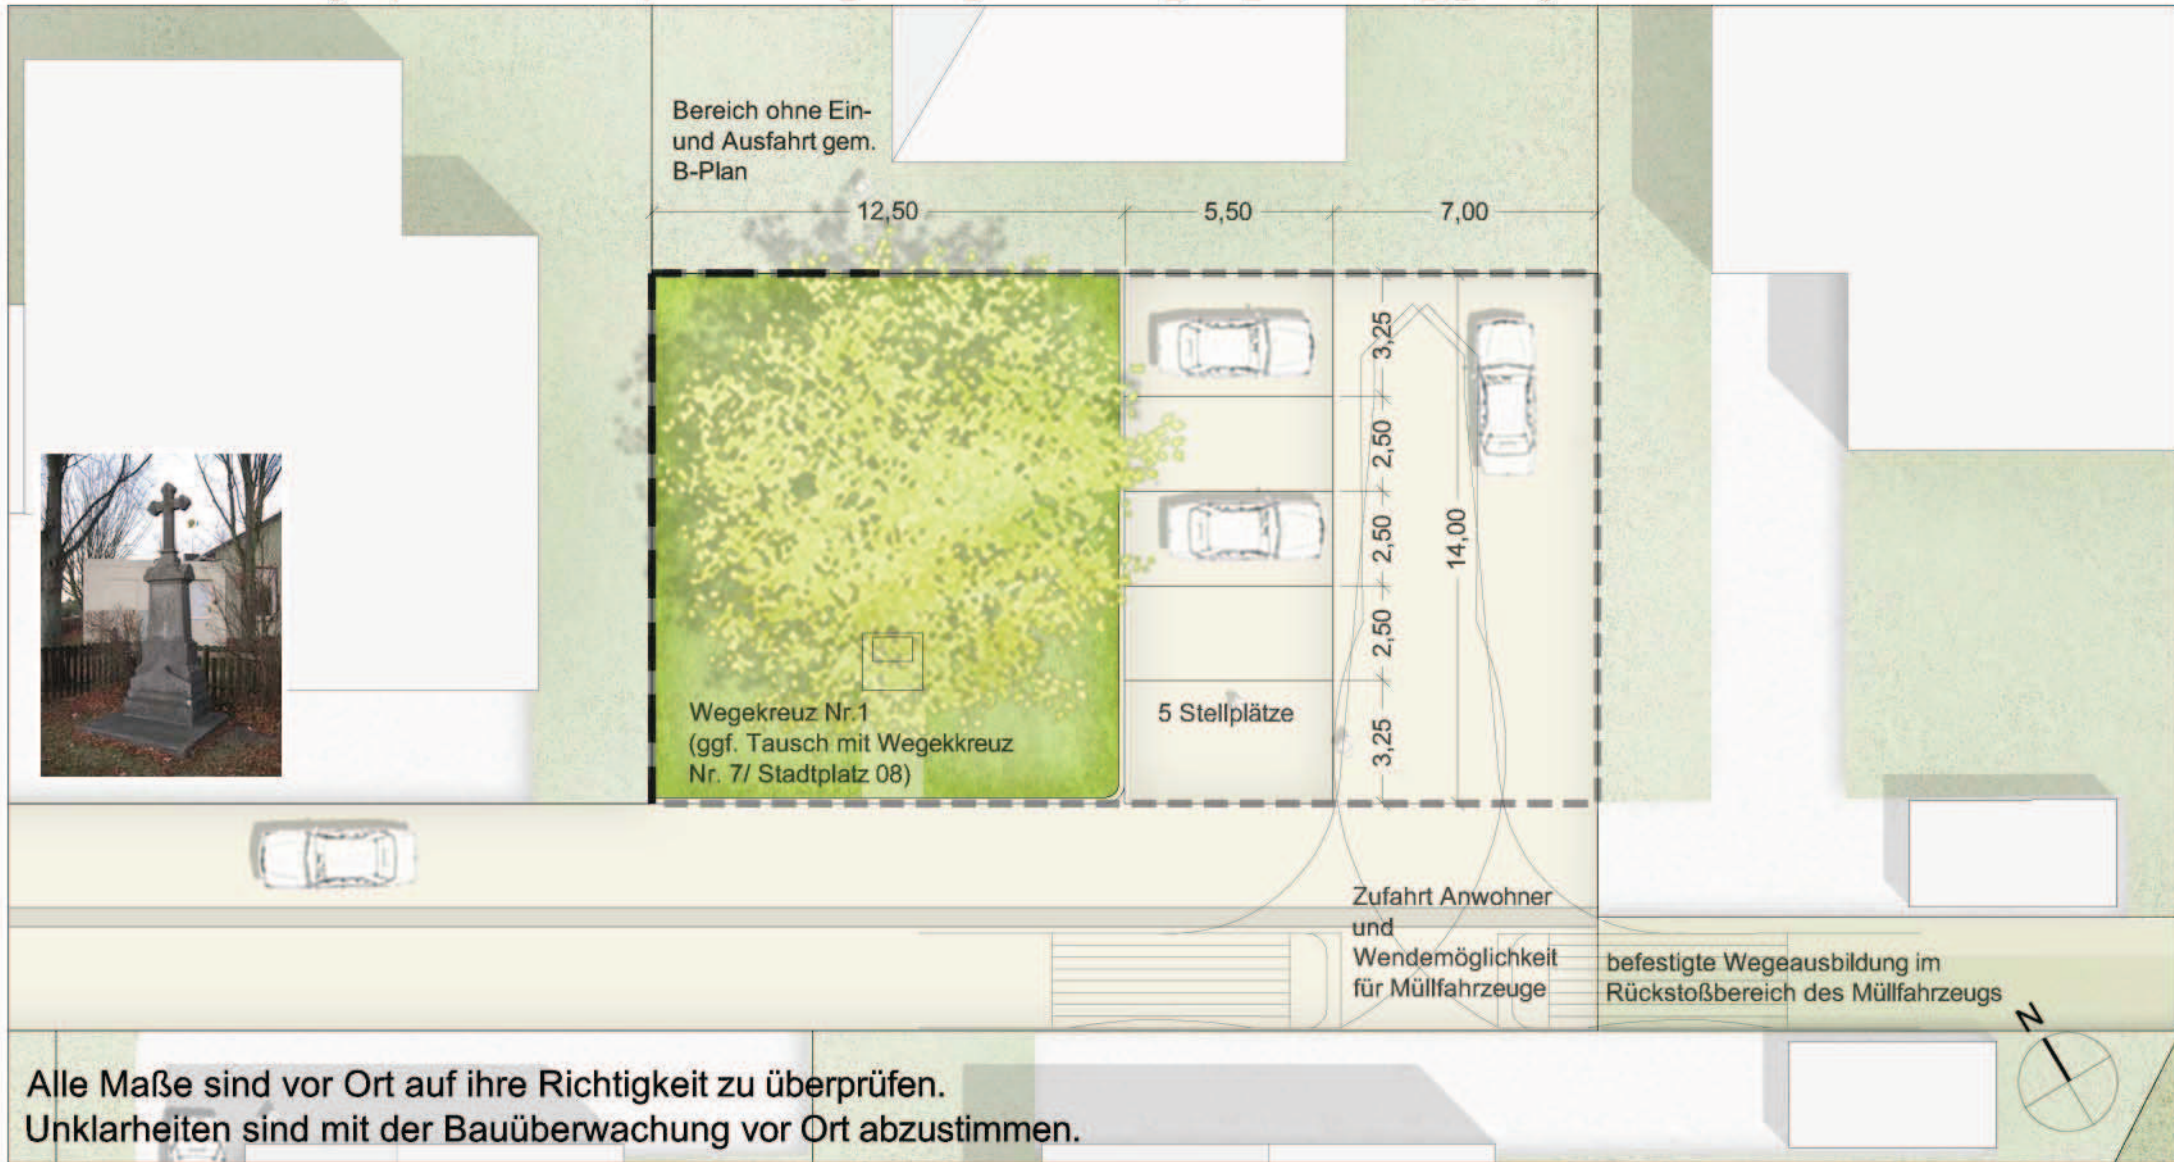 Bereich ohne Ein-
und Ausfahrt gem.
B-Plan
12,50
5,50
7,00
3,25
2,50
2,50
2,50
3,25
14,00
Wegekreuz Nr.1
(ggf. Tausch mit Wegekkreuz
Nr. 7/ Stadtplatz 08)
5 Stellplätze
Zufahrt Anwohner
und
Wendemöglichkeit
für Müllfahrzeuge
befestigte Wegeausbildung im
Rückstoßbereich des Müllfahrzeugs
N
Alle Maße sind vor Ort auf ihre Richtigkeit zu überprüfen.
Unklarheiten sind mit der Bauüberwachung vor Ort abzustimmen.